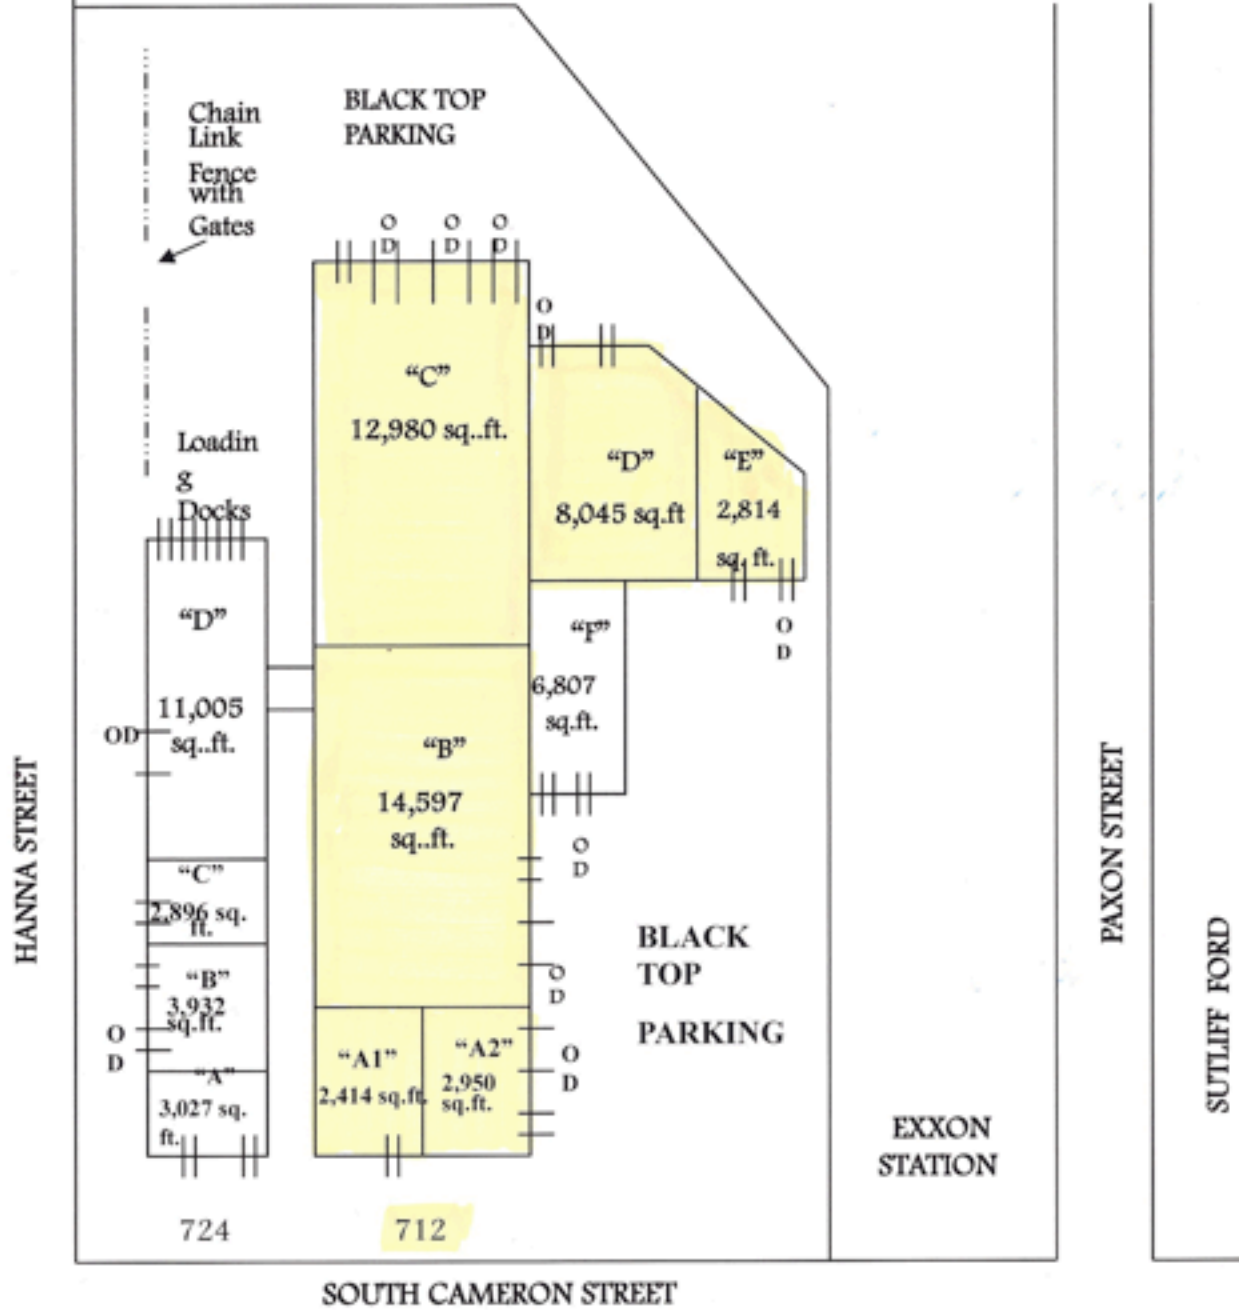 Chain
Link
Fence
with
Gates
BLACK TOP
PARKING
O
D
O
D
O
D
O
D
"C"
12,980 sq..ft.
"D"
8,045 sq.ft
"E"
2,814
sq. ft.
O
D
Loadin
g
Docks
"D"
11,005
sq..ft.
OD
"F"
6,807
sq.ft.
O
D
"B"
14,597
sq..ft.
"C"
2,896 sq.
ft.
"B"
3,932
sq.ft.
O
D
"A"
3,027 sq.
ft.
"A1"
2,414 sq.ft.
"A2"
2,950
sq.ft.
O
D
O
D
BLACK
TOP
PARKING
EXXON
STATION
HANNA STREET
PAXON STREET
SUTLIFF FORD
724
712
SOUTH CAMERON STREET